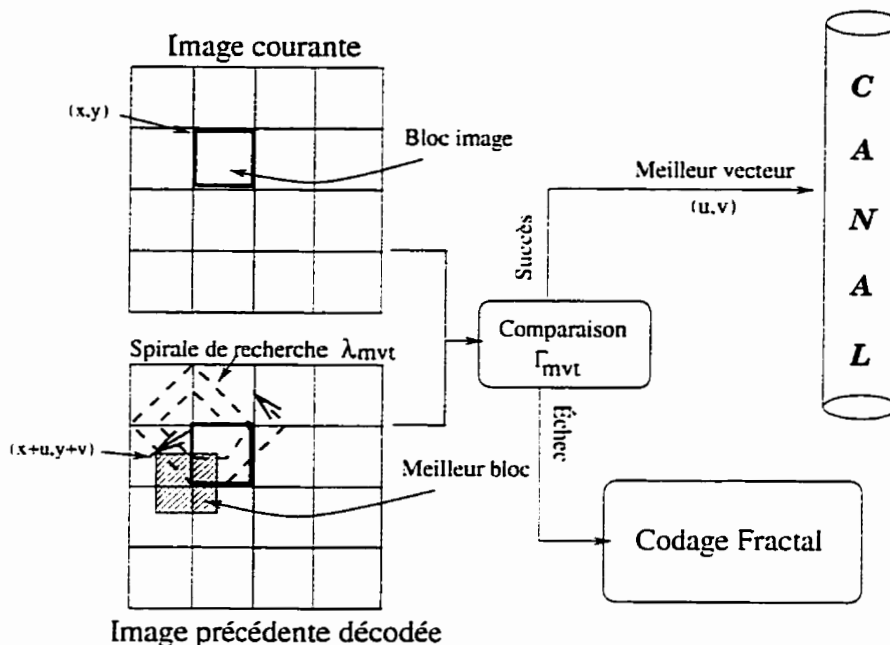 Image courante
(x,y)
Bloc image
Meilleur vecteur
(u,v)
Succès
C
A
N
A
L
Comparaison
Γmvt
Spirale de recherche λmvt
Échec
(x+u,y+v)
Meilleur bloc
Codage Fractal
Image précédente décodée